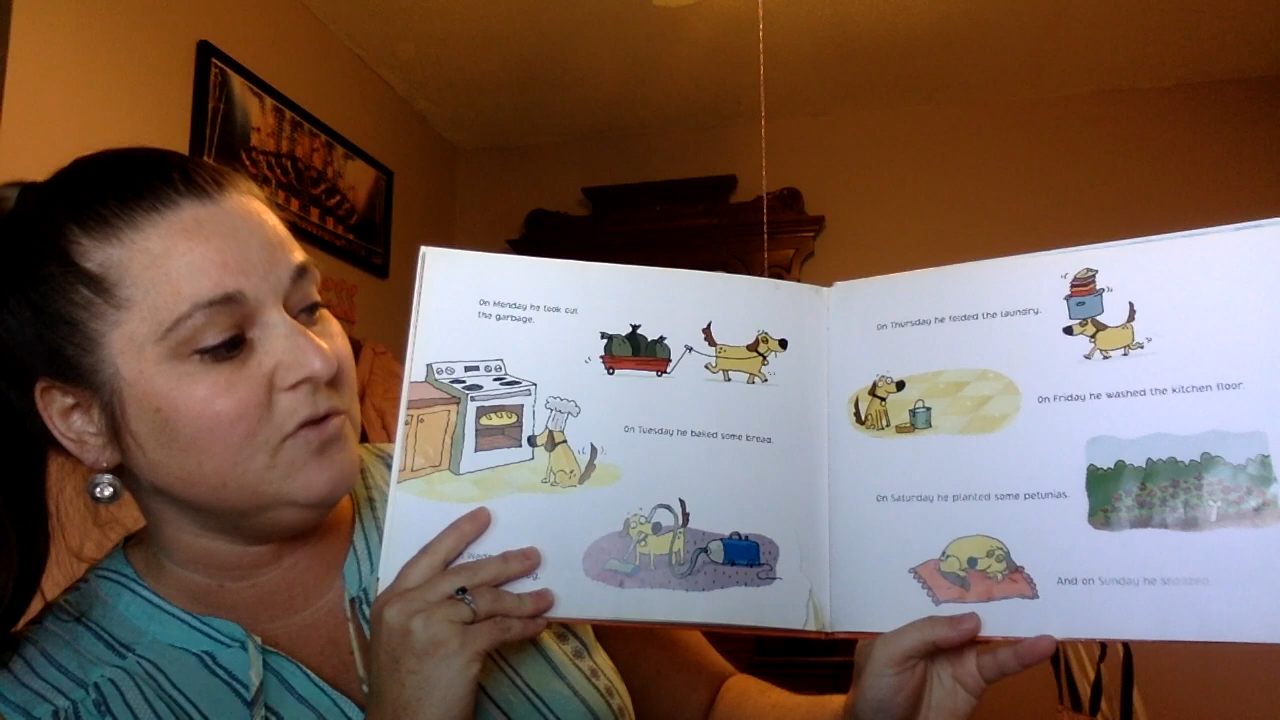 On Monday he took out
the garbage.
On Tuesday he baked some bread.
On Thursday he folded the laundry.
On Friday he washed the kitchen floor.
On Saturday he planted some petunias.
And on Sunday he snoozed.